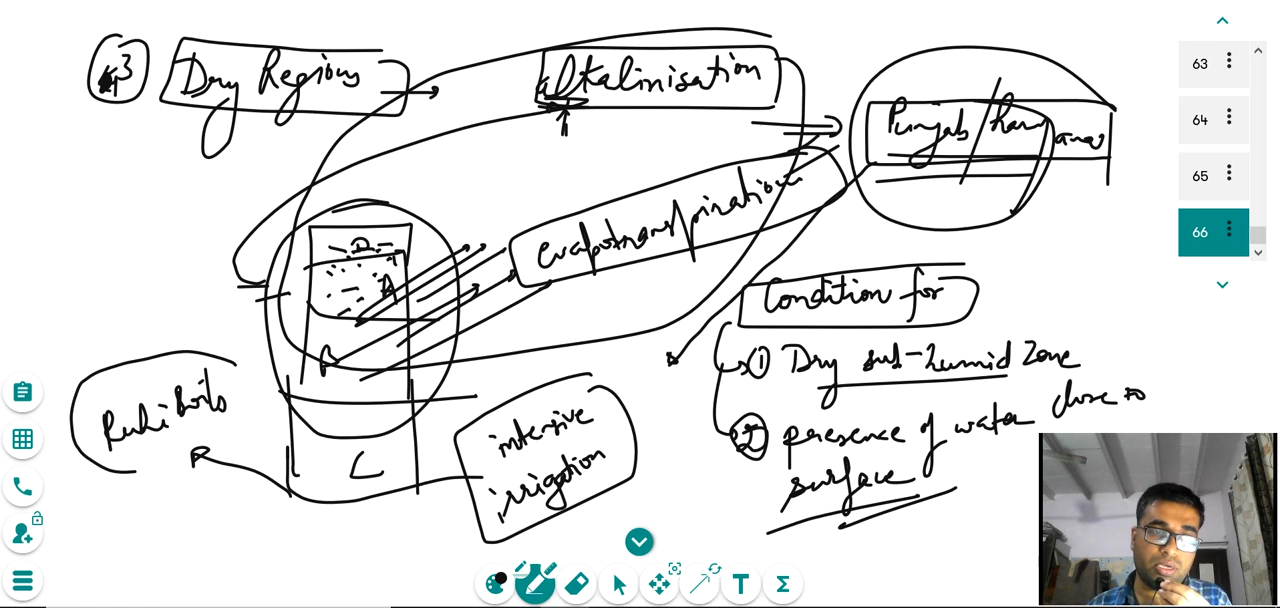 3
Dry Regions
alkalinisation
Punjab / haryana
evapotranspiration
D
A
B
C
Condition for
① Dry sub-humid Zone
② presence of water close to
surface
intensive
irrigation
63
64
65
66
T
Σ